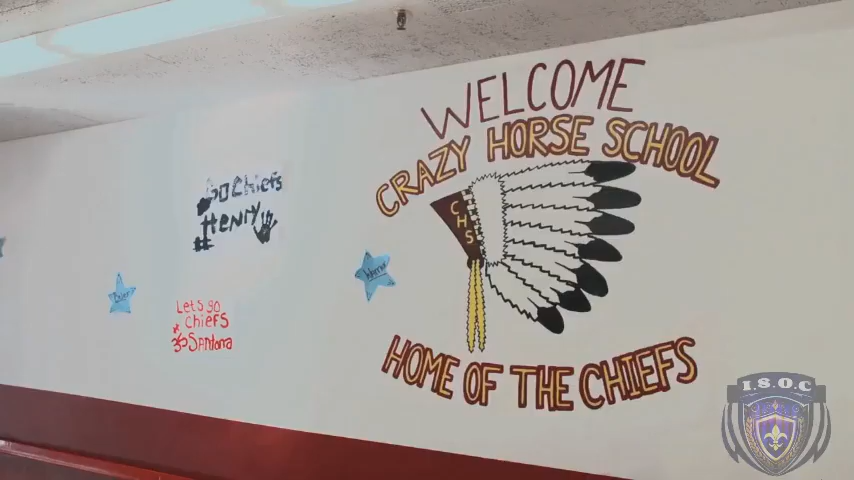 WELCOME
CRAZY HORSE SCHOOL
CHS
HOME OF THE CHIEFS
Go Chiefs
Henry
#
Lets go
Chiefs
Santana
I.S.O.C